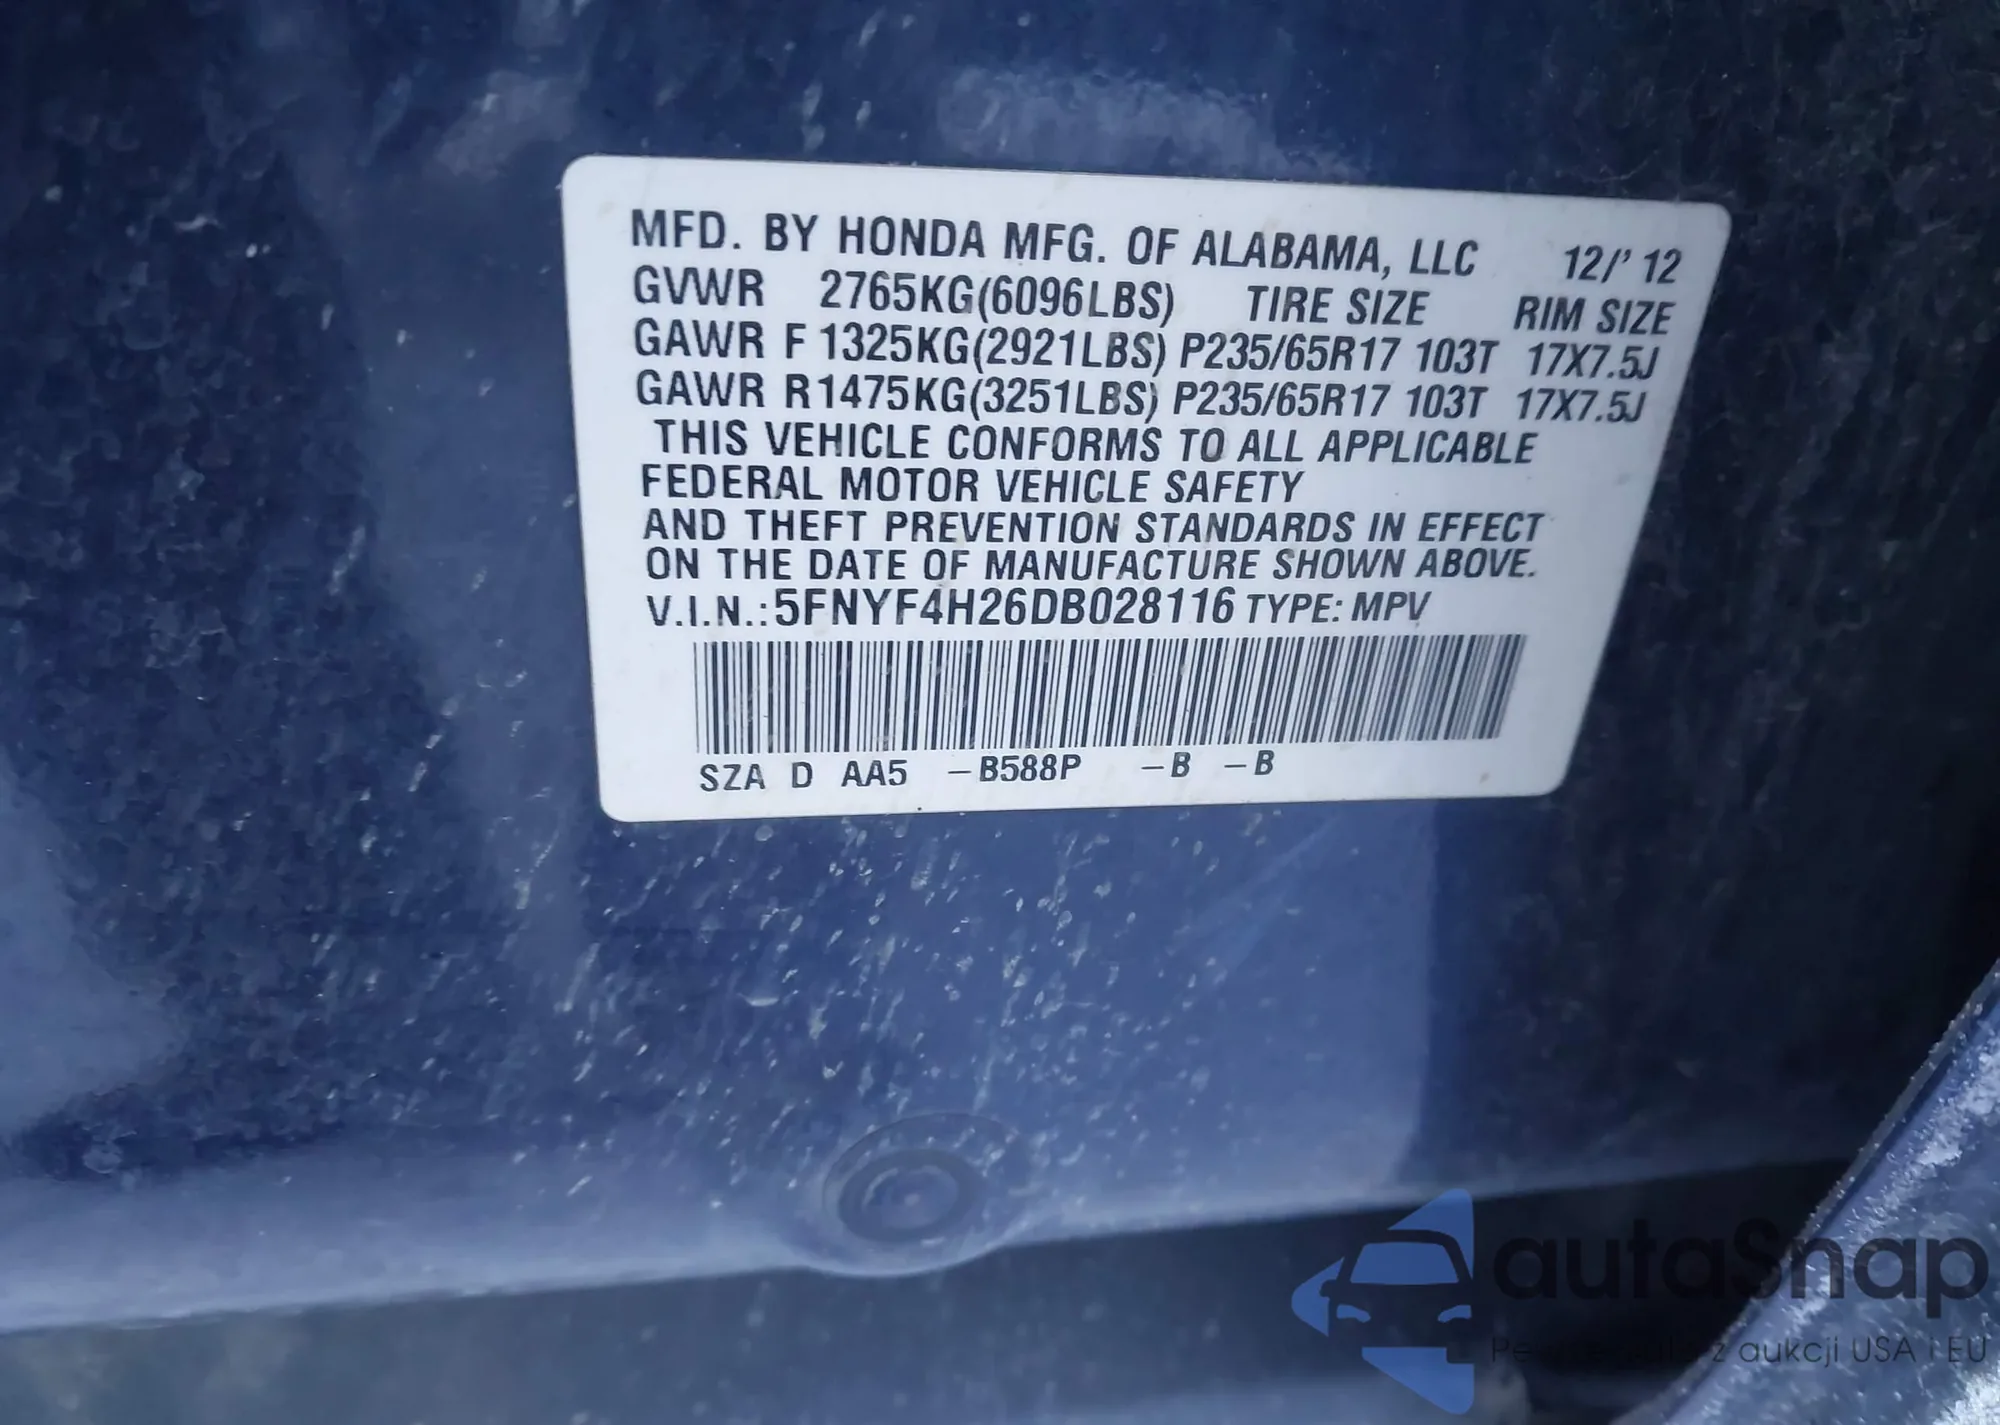 MFD. BY HONDA MFG. OF ALABAMA, LLC 12/' 12
GVWR 2765KG(6096LBS) TIRE SIZE RIM SIZE
GAWR F 1325KG(2921LBS) P235/65R17 103T 17X7.5J
GAWR R1475KG(3251LBS) P235/65R17 103T 17X7.5J
THIS VEHICLE CONFORMS TO ALL APPLICABLE
FEDERAL MOTOR VEHICLE SAFETY
AND THEFT PREVENTION STANDARDS IN EFFECT
ON THE DATE OF MANUFACTURE SHOWN ABOVE.
V.I.N.: 5FNYF4H26DB028116 TYPE: MPV
SZA D AA5 -B588P -B -B
autaSnap
z aukcji USA i EU